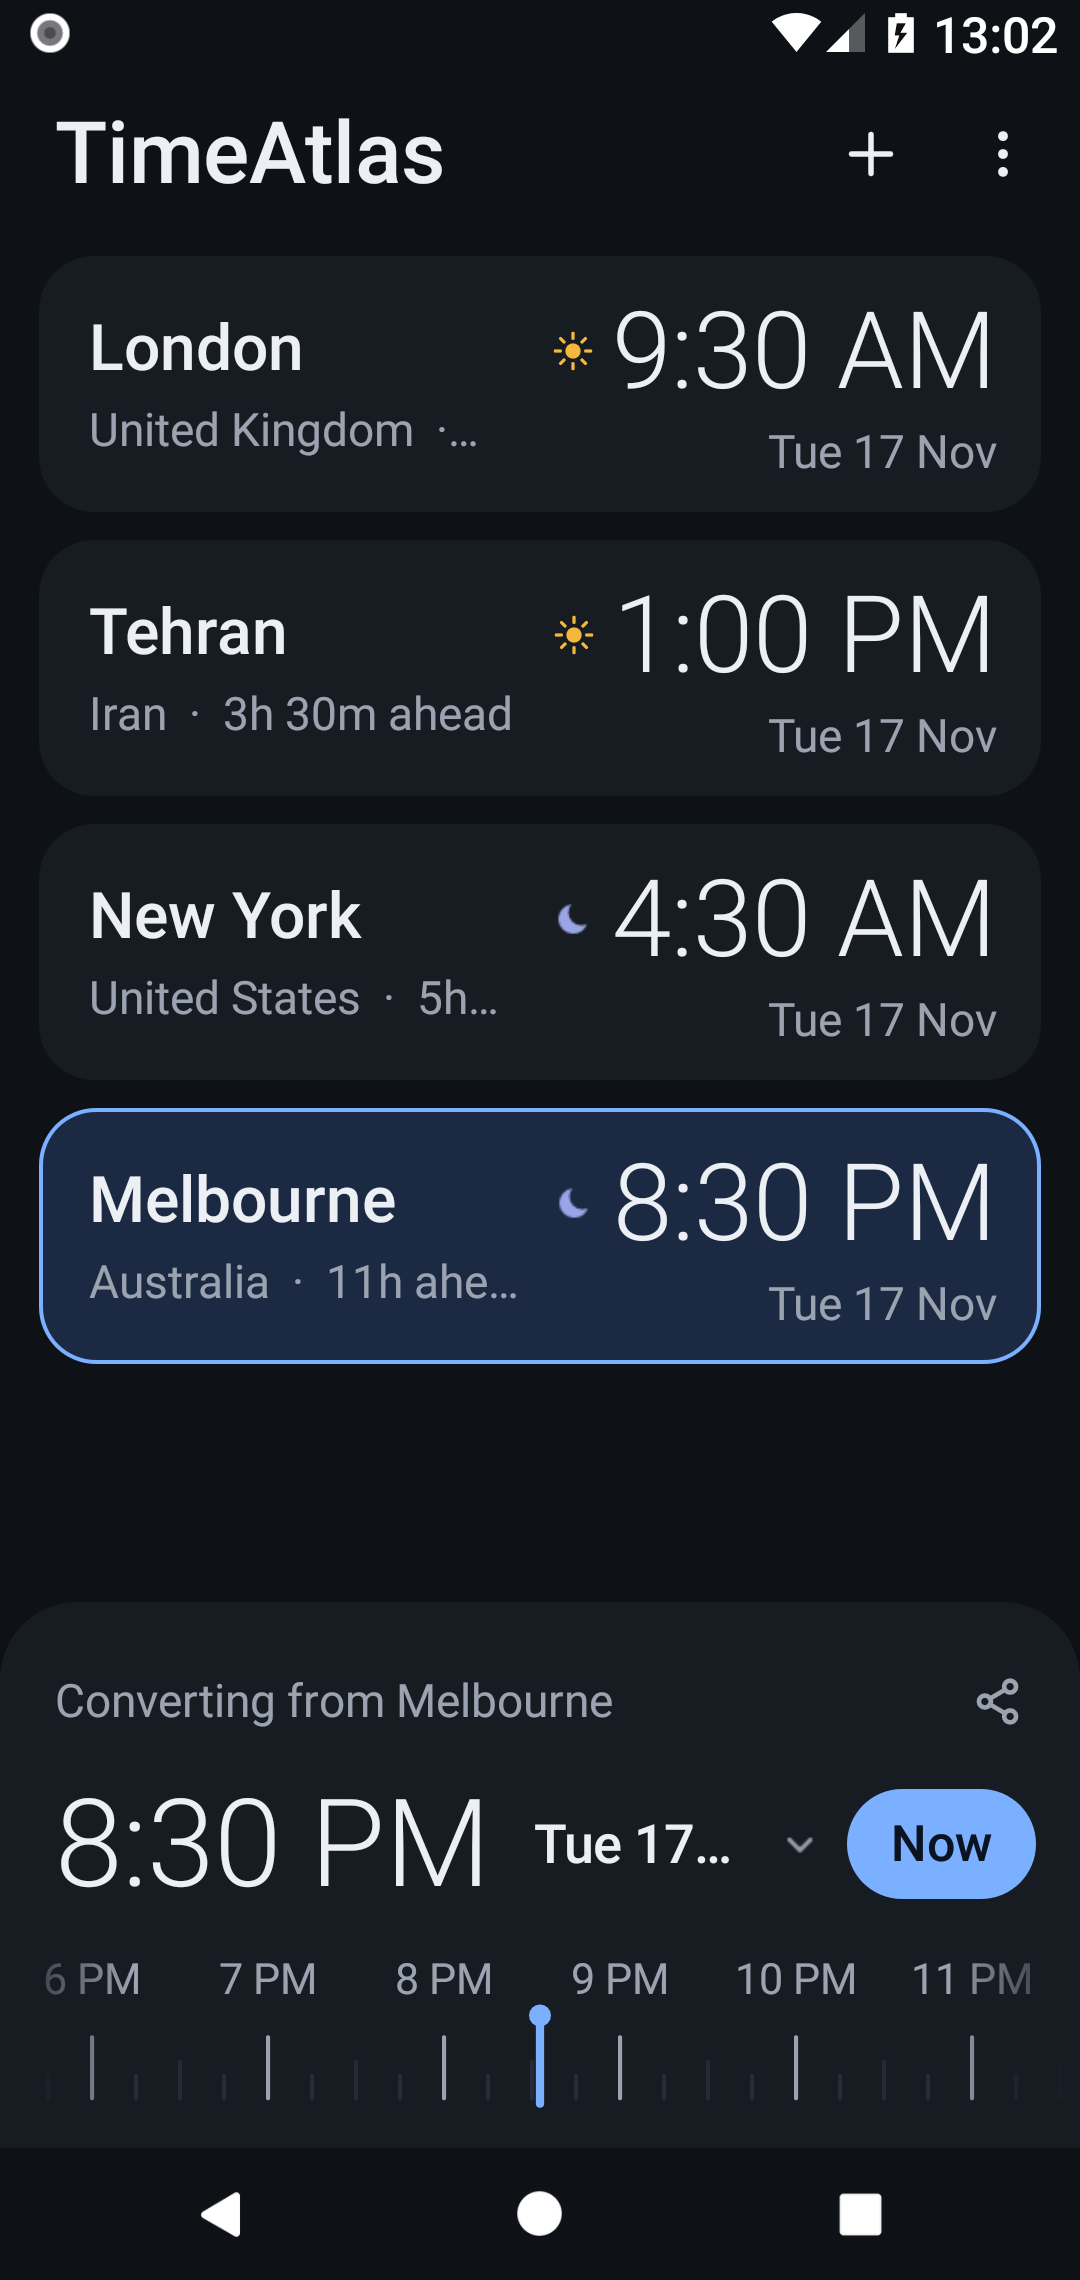 13:02
TimeAtlas
London
9:30 AM
United Kingdom ·…
Tue 17 Nov
Tehran
1:00 PM
Iran · 3h 30m ahead
Tue 17 Nov
New York
4:30 AM
United States · 5h…
Tue 17 Nov
Melbourne
8:30 PM
Australia · 11h ahe…
Tue 17 Nov
Converting from Melbourne
8:30 PM Tue 17… Now
6 PM 7 PM 8 PM 9 PM 10 PM 11 PM